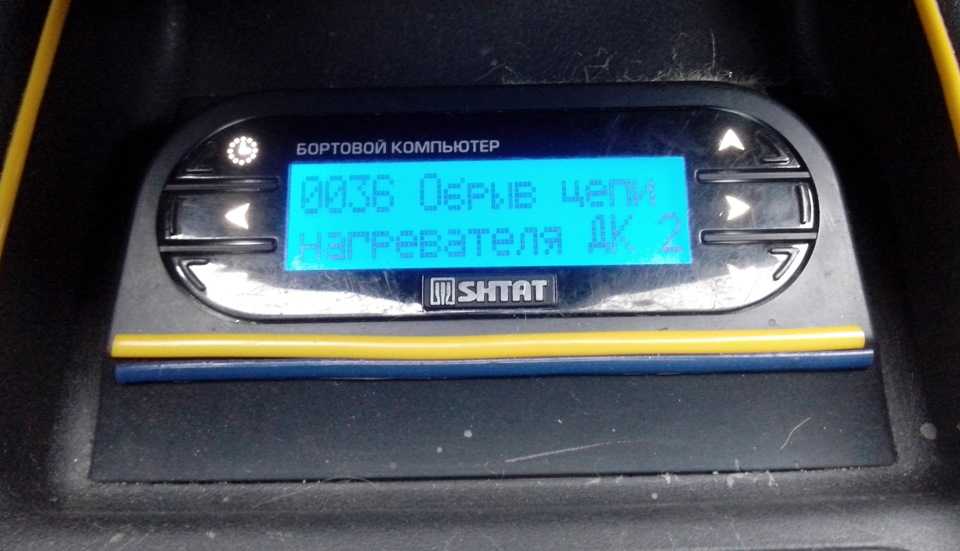 БОРТОВОЙ КОМПЬЮТЕР
0036 Обрыв цепи
нагревателя ДК 2
SHTAT